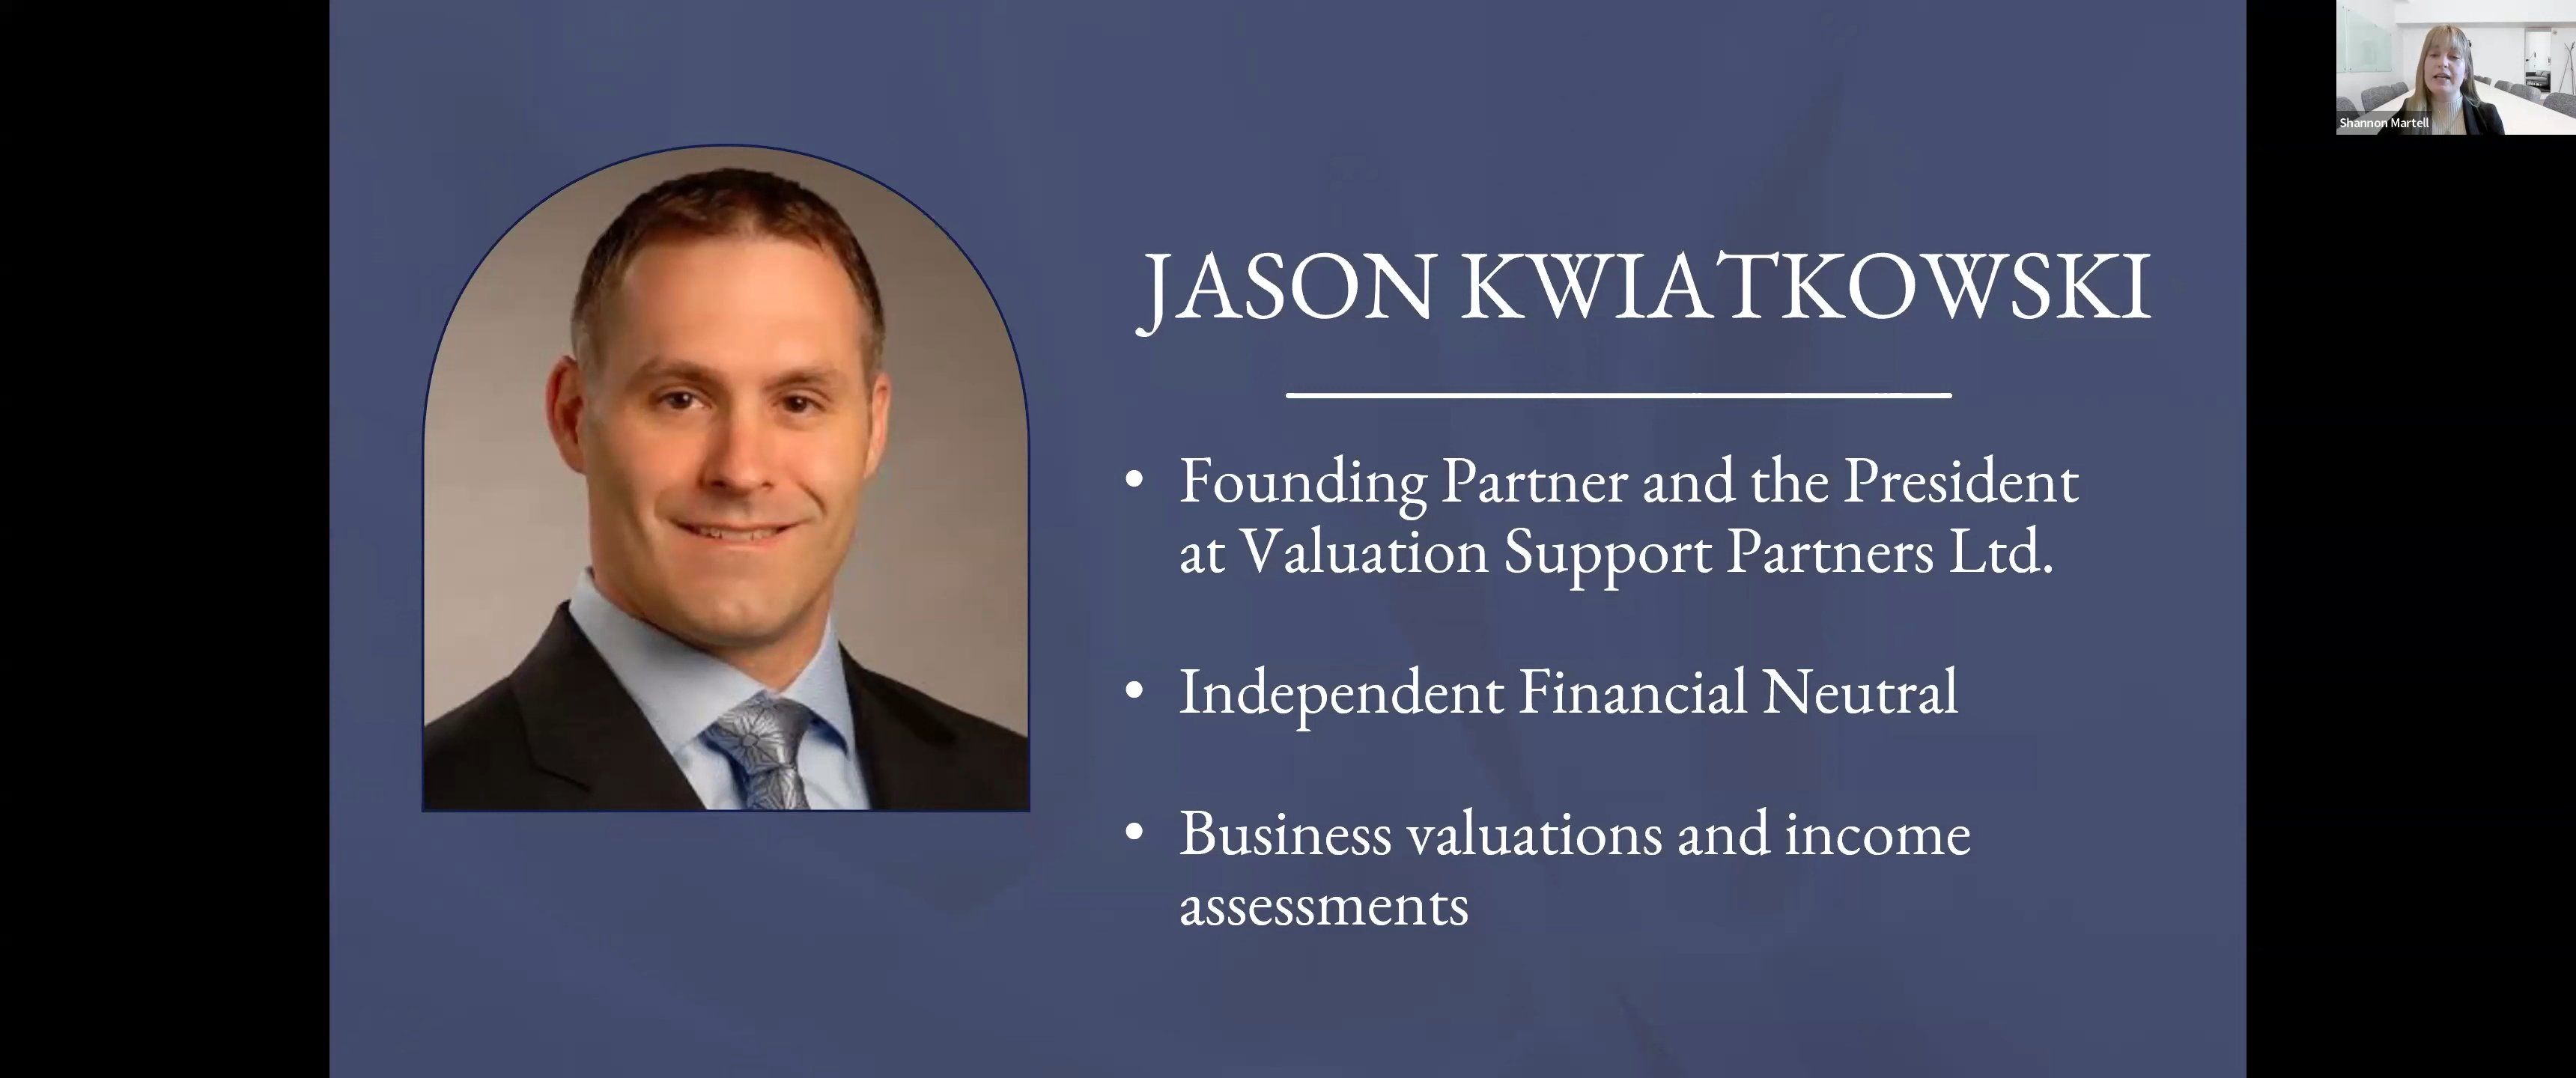 JASON KWIATKOWSKI
• Founding Partner and the President
at Valuation Support Partners Ltd.
• Independent Financial Neutral
• Business valuations and income
assessments
Shannon Martell